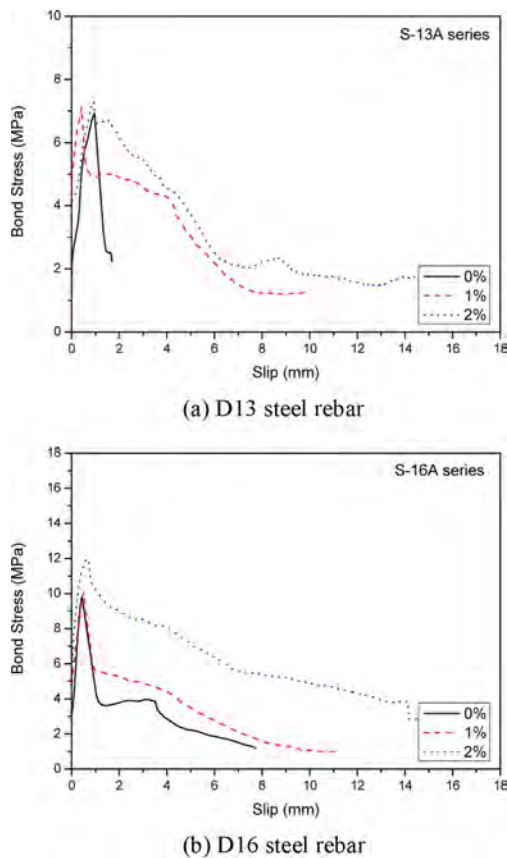 10
S-13A series
8
6
4
2
0
Bond Stress (MPa)
0%
1%
2%
0 2 4 6 8 10 12 14 16 18
Slip (mm)
(a) D13 steel rebar
18
S-16A series
16
14
12
10
8
6
4
2
0
Bond Stress (MPa)
0%
1%
2%
0 2 4 6 8 10 12 14 16 18
Slip (mm)
(b) D16 steel rebar